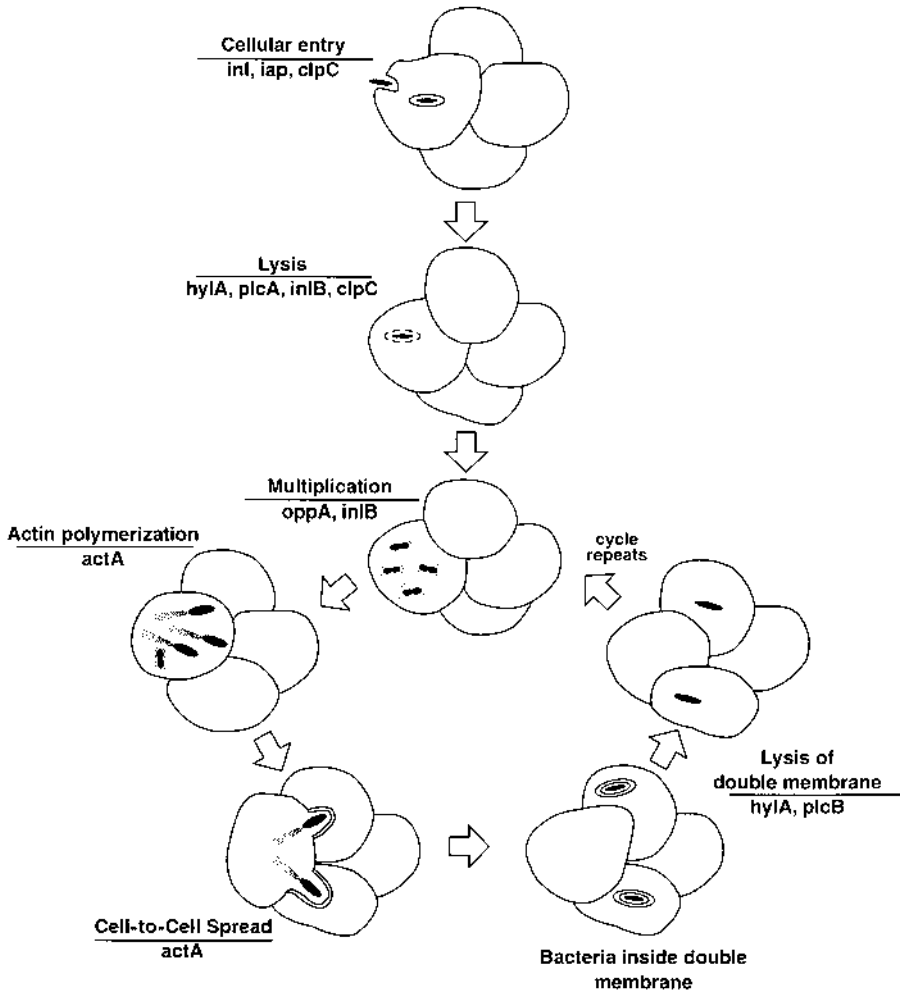 Cellular entry
inl, iap, clpC
Lysis
hylA, plcA, inlB, clpC
Multiplication
oppA, inlB
Actin polymerization
actA
cycle
repeats
Cell-to-Cell Spread
actA
Bacteria inside double
membrane
Lysis of
double membrane
hylA, plcB